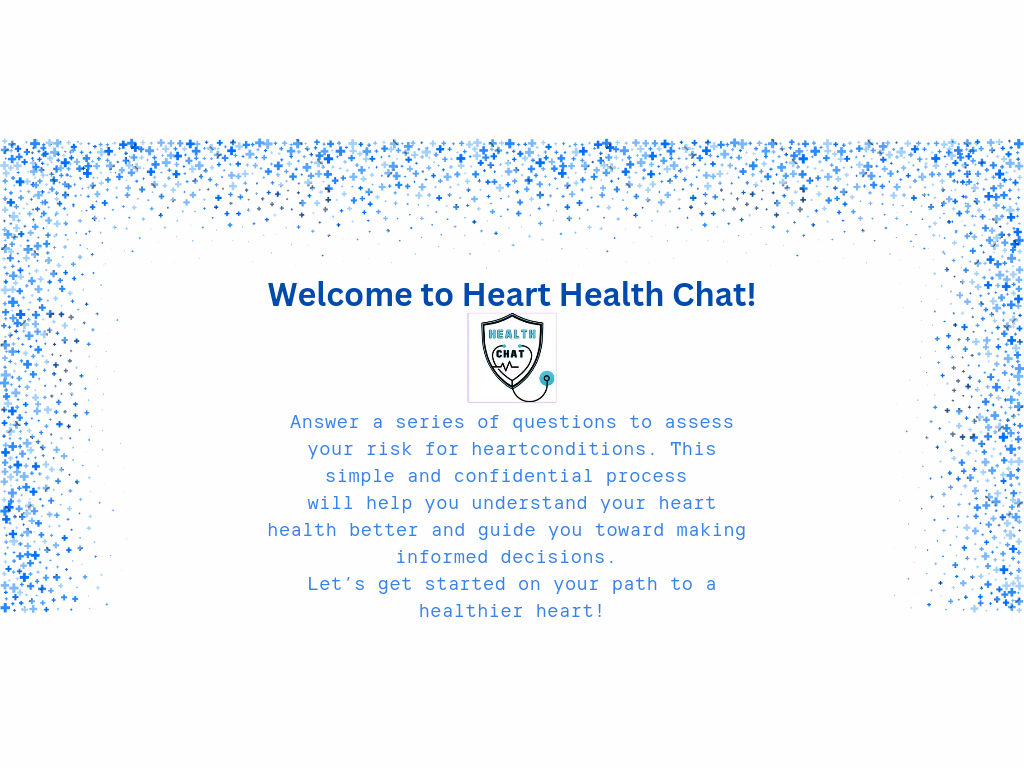 Welcome to Heart Health Chat!
HEALTH
CHAT
Answer a series of questions to assess
your risk for heartconditions. This
simple and confidential process
will help you understand your heart
health better and guide you toward making
informed decisions.
Let’s get started on your path to a
healthier heart!